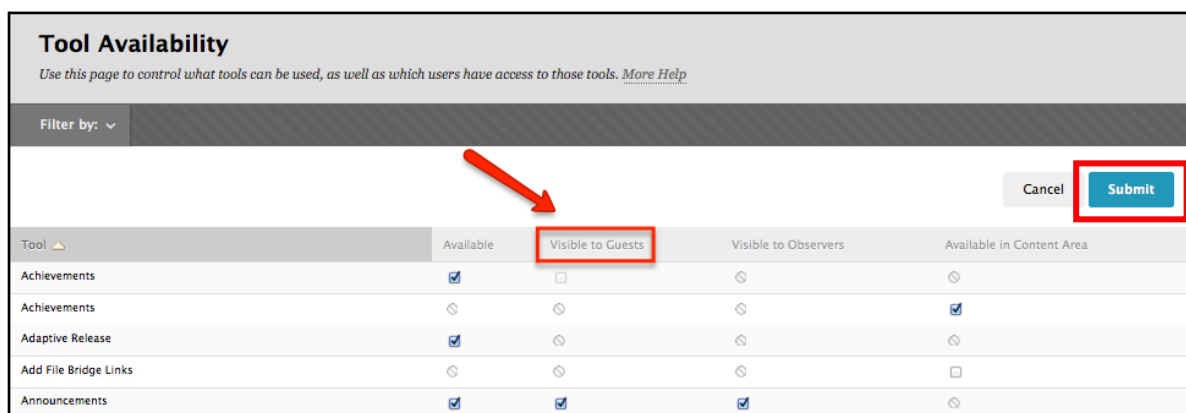 Tool Availability
Use this page to control what tools can be used, as well as which users have access to those tools. More Help
Filter by:
Cancel Submit
Tool Available Visible to Guests Visible to Observers Available in Content Area
Achievements
Achievements
Adaptive Release
Add File Bridge Links
Announcements